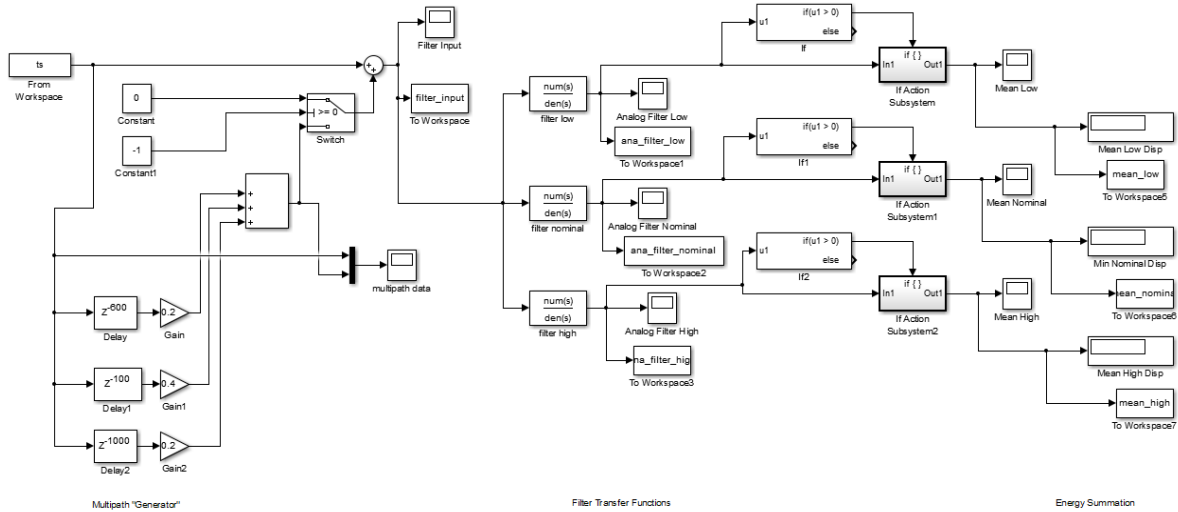 ts
From
Workspace
0
Constant
-1
Constant1
>= 0
Switch
+
+
Filter Input
filter_input
To Workspace
+
+
+
multipath data
z-600
Delay
0.2
Gain
z-100
Delay1
0.4
Gain1
z-1000
Delay2
0.2
Gain2
Multipath "Generator"
num(s)
den(s)
filter low
Analog Filter Low
ana_filter_low
To Workspace1
num(s)
den(s)
filter nominal
Analog Filter Nominal
ana_filter_nominal
To Workspace2
num(s)
den(s)
filter high
Analog Filter High
na_filter_hig
To Workspace3
Filter Transfer Functions
u1
if(u1 > 0)
else
If
if { }
In1
Out1
If Action
Subsystem
Mean Low
Mean Low Disp
mean_low
To Workspace5
u1
if(u1 > 0)
else
If1
if { }
In1
Out1
If Action
Subsystem1
Mean Nominal
Min Nominal Disp
ean_nomina
To Workspace6
u1
if(u1 > 0)
else
If2
if { }
In1
Out1
If Action
Subsystem2
Mean High
Mean High Disp
mean_high
To Workspace7
Energy Summation